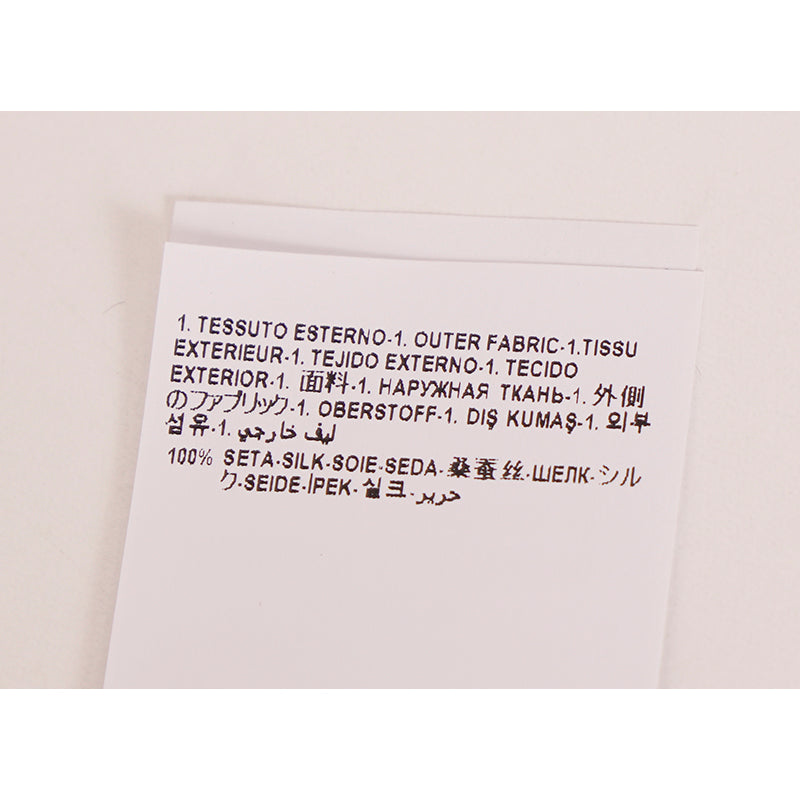 1. TESSUTO ESTERNO-1. OUTER FABRIC-1.TISSU
EXTERIEUR-1. TEJIDO EXTERNO-1. TECIDO
EXTERIOR-1. 面料-1. НАРУЖНАЯ ТКАНЬ-1. 外側
のファブリック-1. OBERSTOFF-1. DIŞ KUMAŞ-1. 외부
섬유-1. ليف خارجي
100% SETA-SILK-SOIE-SEDA-桑蚕丝-ШЕЛК-シル
ク-SEIDE-İPEK-실크-حرير